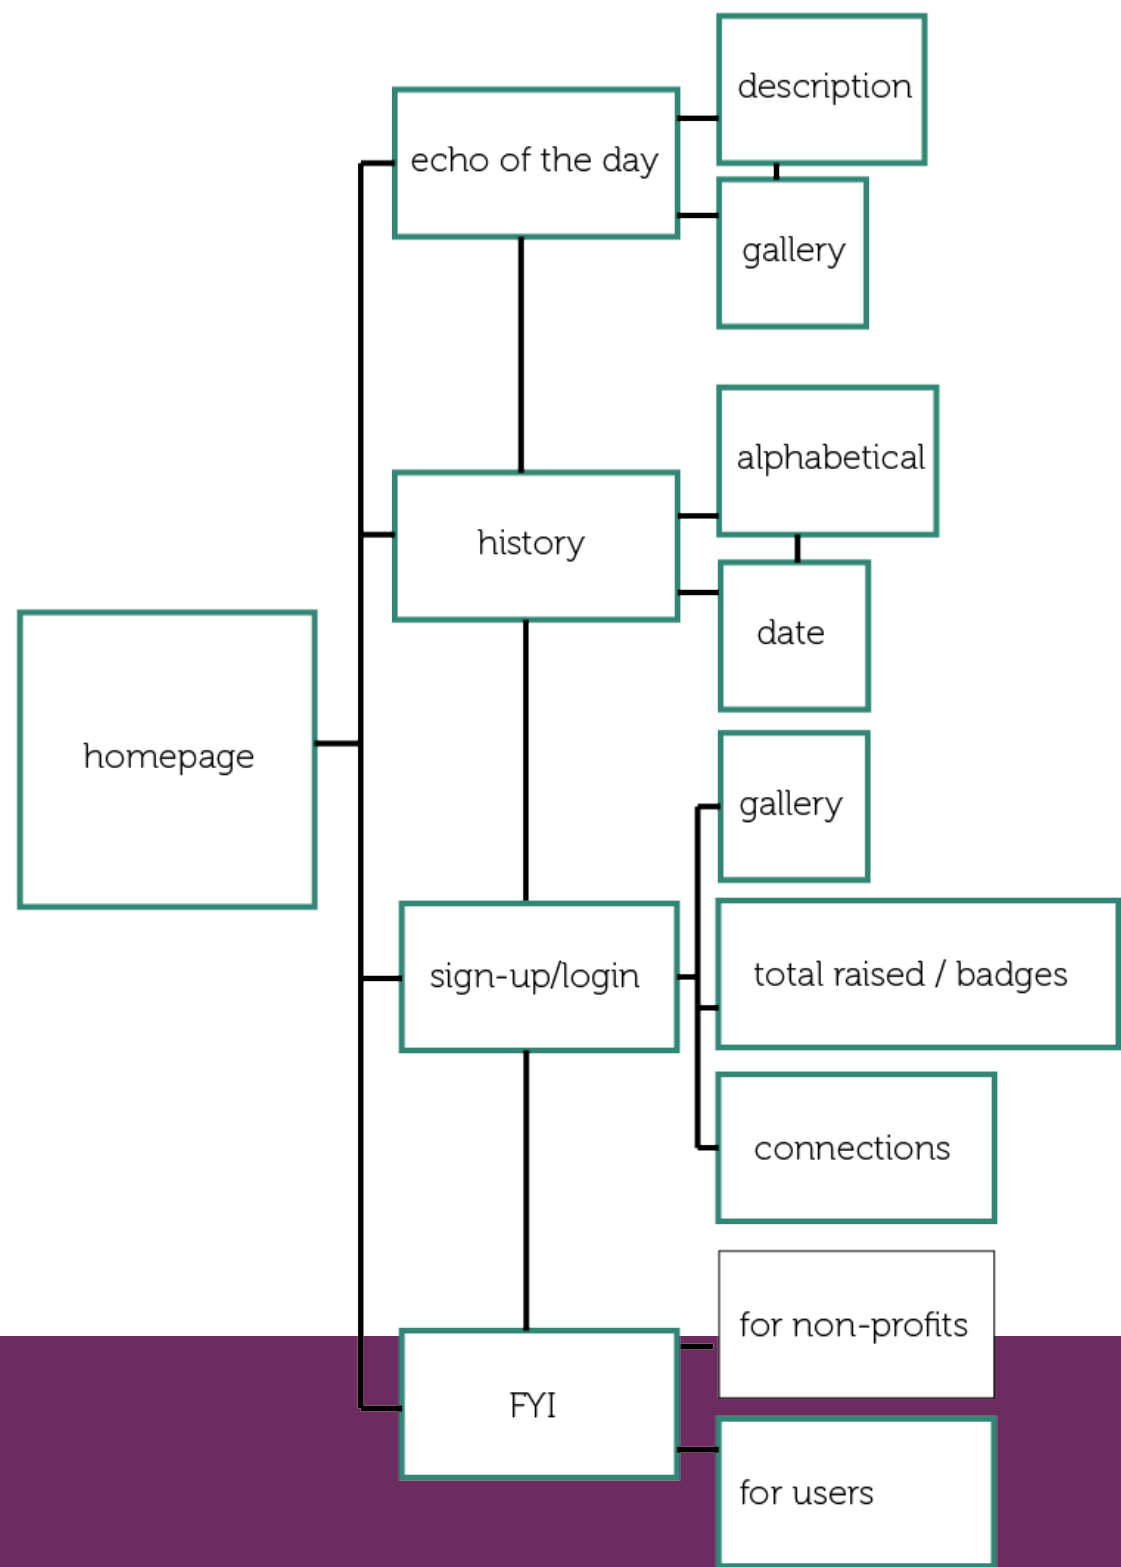 homepage
echo of the day
description
gallery
history
alphabetical
date
sign-up/login
gallery
total raised / badges
connections
FYI
for non-profits
for users